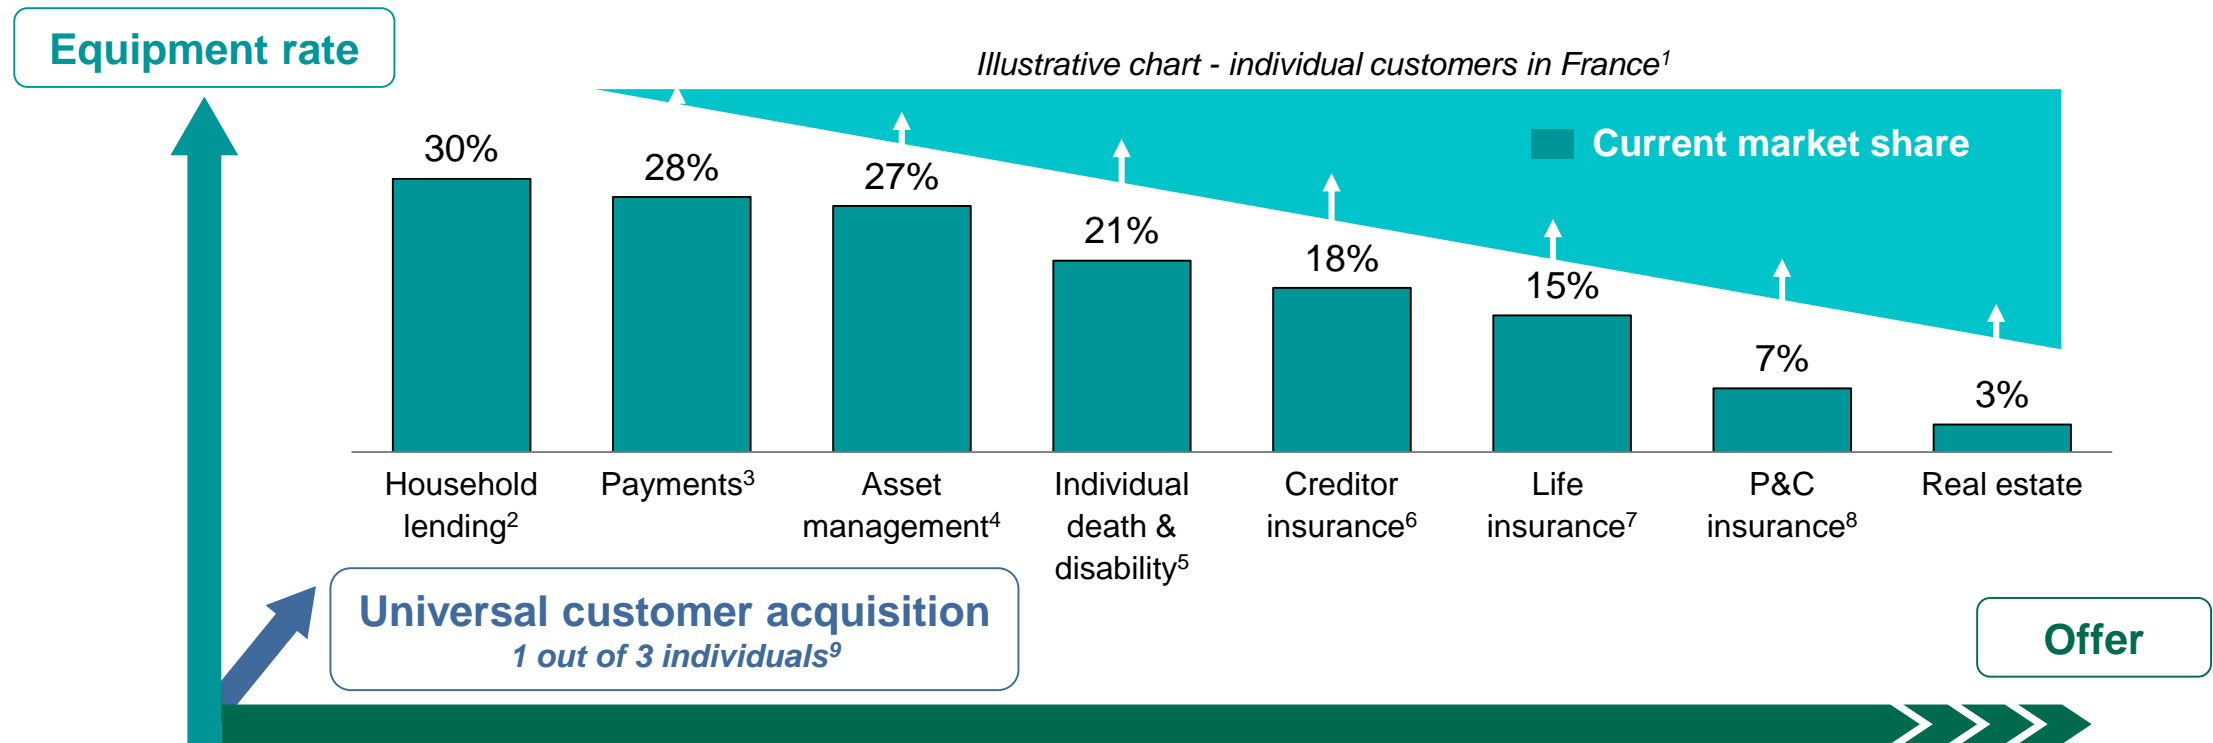 Equipment rate
Illustrative chart - individual customers in France¹
Current market share
30%
28%
27%
21%
18%
15%
7%
3%
Household
lending²
Payments³
Asset
management⁴
Individual
death &
disability⁵
Creditor
insurance⁶
Life
insurance⁷
P&C
insurance⁸
Real estate
Universal customer acquisition
1 out of 3 individuals⁹
Offer